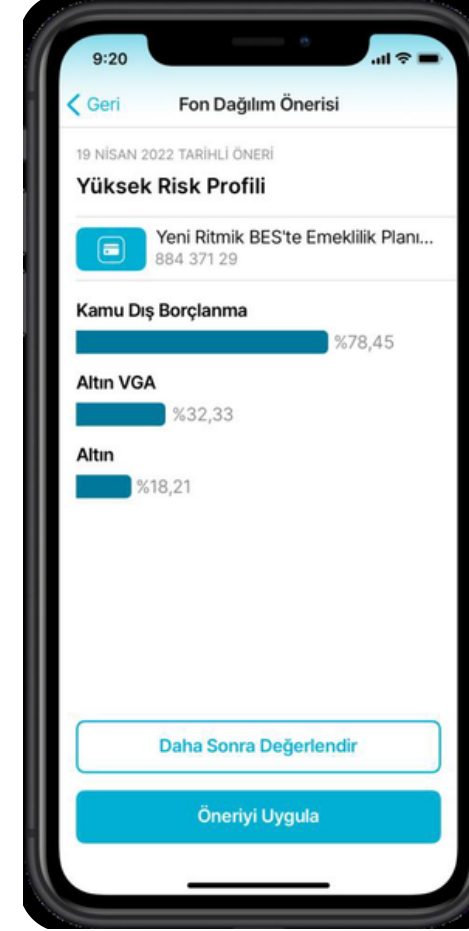 9:20
Geri
Fon Dağılım Önerisi
19 NİSAN 2022 TARİHLİ ÖNERİ
Yüksek Risk Profili
Yeni Ritmik BES'te Emeklilik Planı...
884 371 29
Kamu Dış Borçlanma
%78,45
Altın VGA
%32,33
Altın
%18,21
Daha Sonra Değerlendir
Öneriyi Uygula